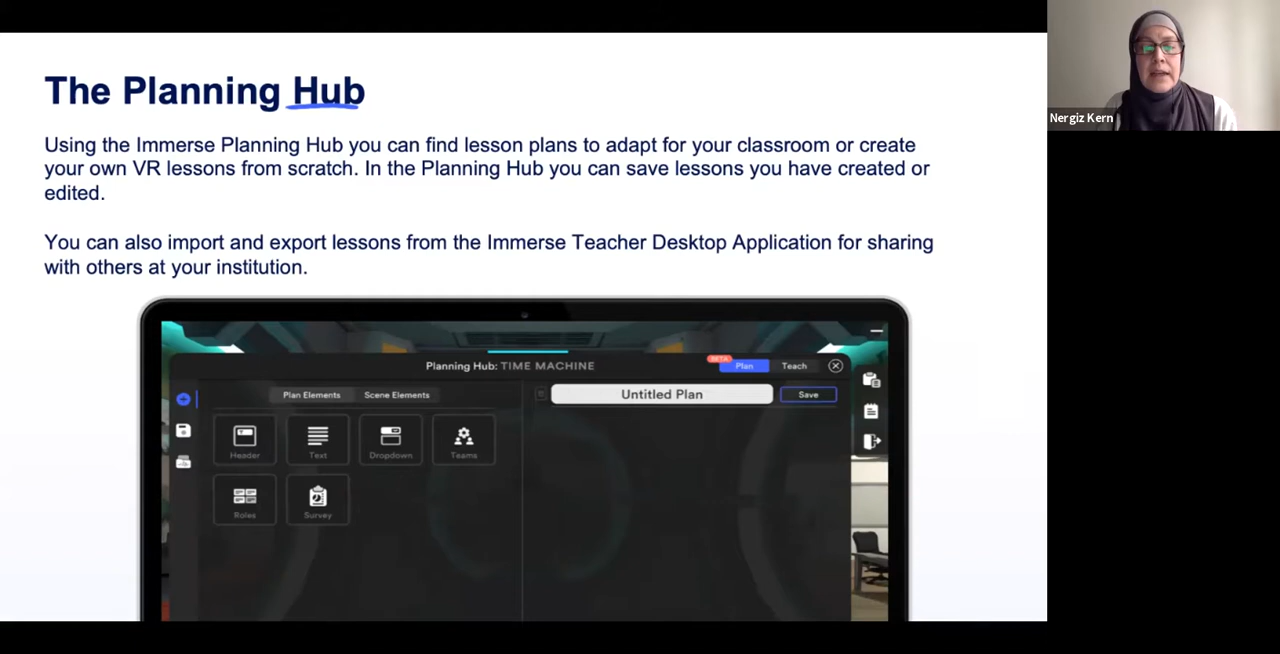 The Planning Hub
Using the Immerse Planning Hub you can find lesson plans to adapt for your classroom or create
your own VR lessons from scratch. In the Planning Hub you can save lessons you have created or
edited.
You can also import and export lessons from the Immerse Teacher Desktop Application for sharing
with others at your institution.
Nergiz Kern
Planning Hub: TIME MACHINE
BETA
Plan
Teach
Plan Elements
Scene Elements
Untitled Plan
Save
Header
Text
Dropdown
Teams
Roles
Survey